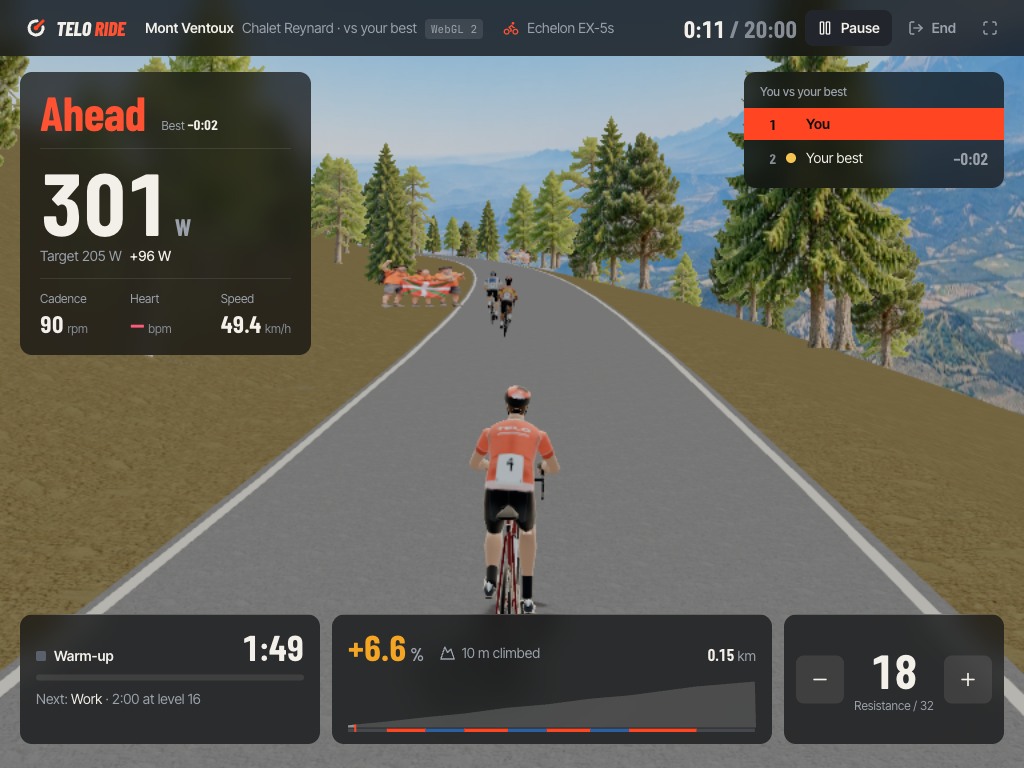 TELO RIDE Mont Ventoux Chalet Reynard · vs your best WebGL 2 Echelon EX-5s 0:11 / 20:00 Pause End
Ahead Best −0:02
301 W
Target 205 W +96 W
Cadence Heart Speed
90 rpm — bpm 49.4 km/h
You vs your best
1 You
2 Your best −0:02
TELO
4
Warm-up 1:49
Next: Work · 2:00 at level 16
+6.6 % 10 m climbed 0.15 km
− 18 +
Resistance / 32